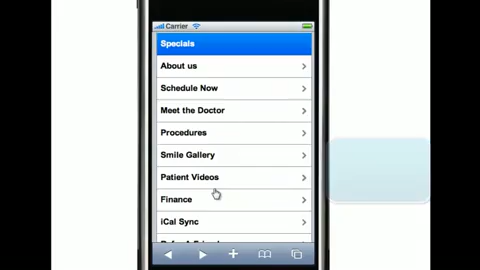 Carrier
Specials
About us
Schedule Now
Meet the Doctor
Procedures
Smile Gallery
Patient Videos
Finance
iCal Sync